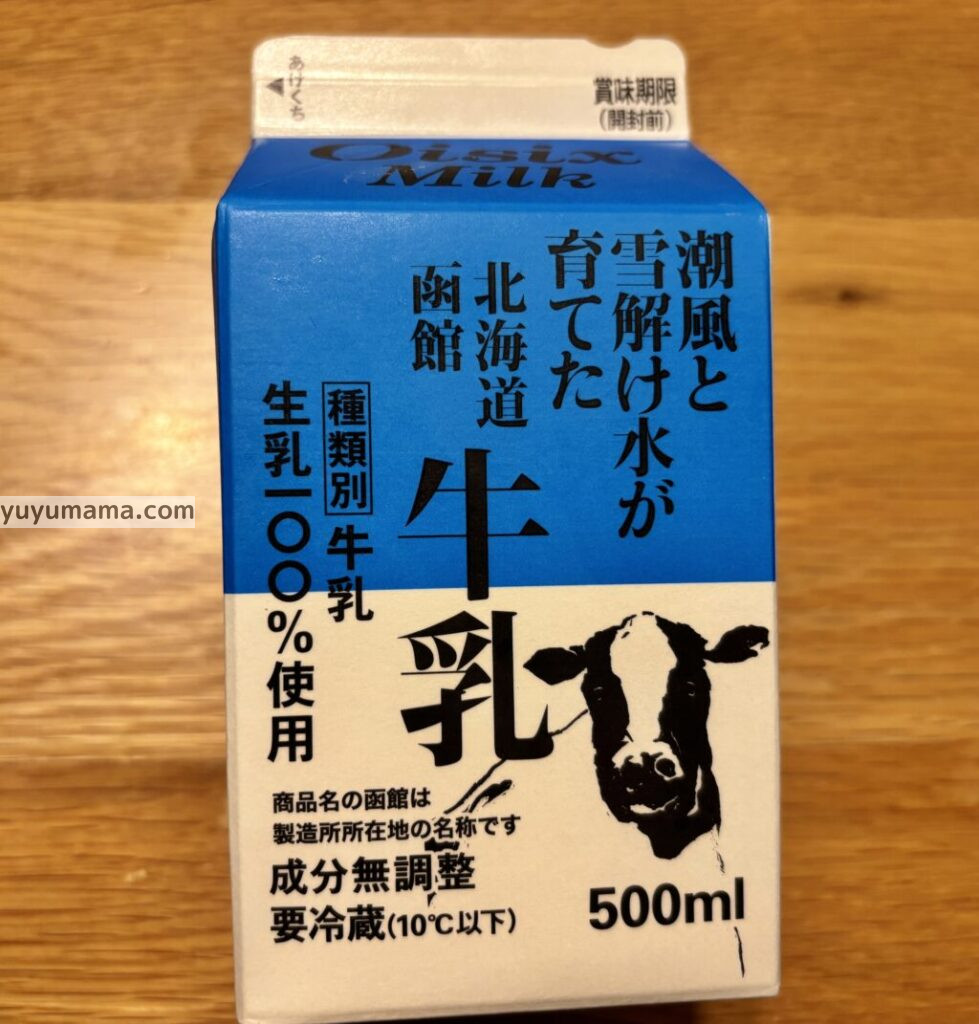 あけくち
賞味期限
(開封前)
Oisix
Milk
潮風と
雪解け水が
育てた
北海道
函館
牛乳
種類別 牛乳
生乳一〇〇%使用
商品名の函館は
製造所所在地の名称です
成分無調整
要冷蔵(10℃以下)
500ml
yuyumama.com